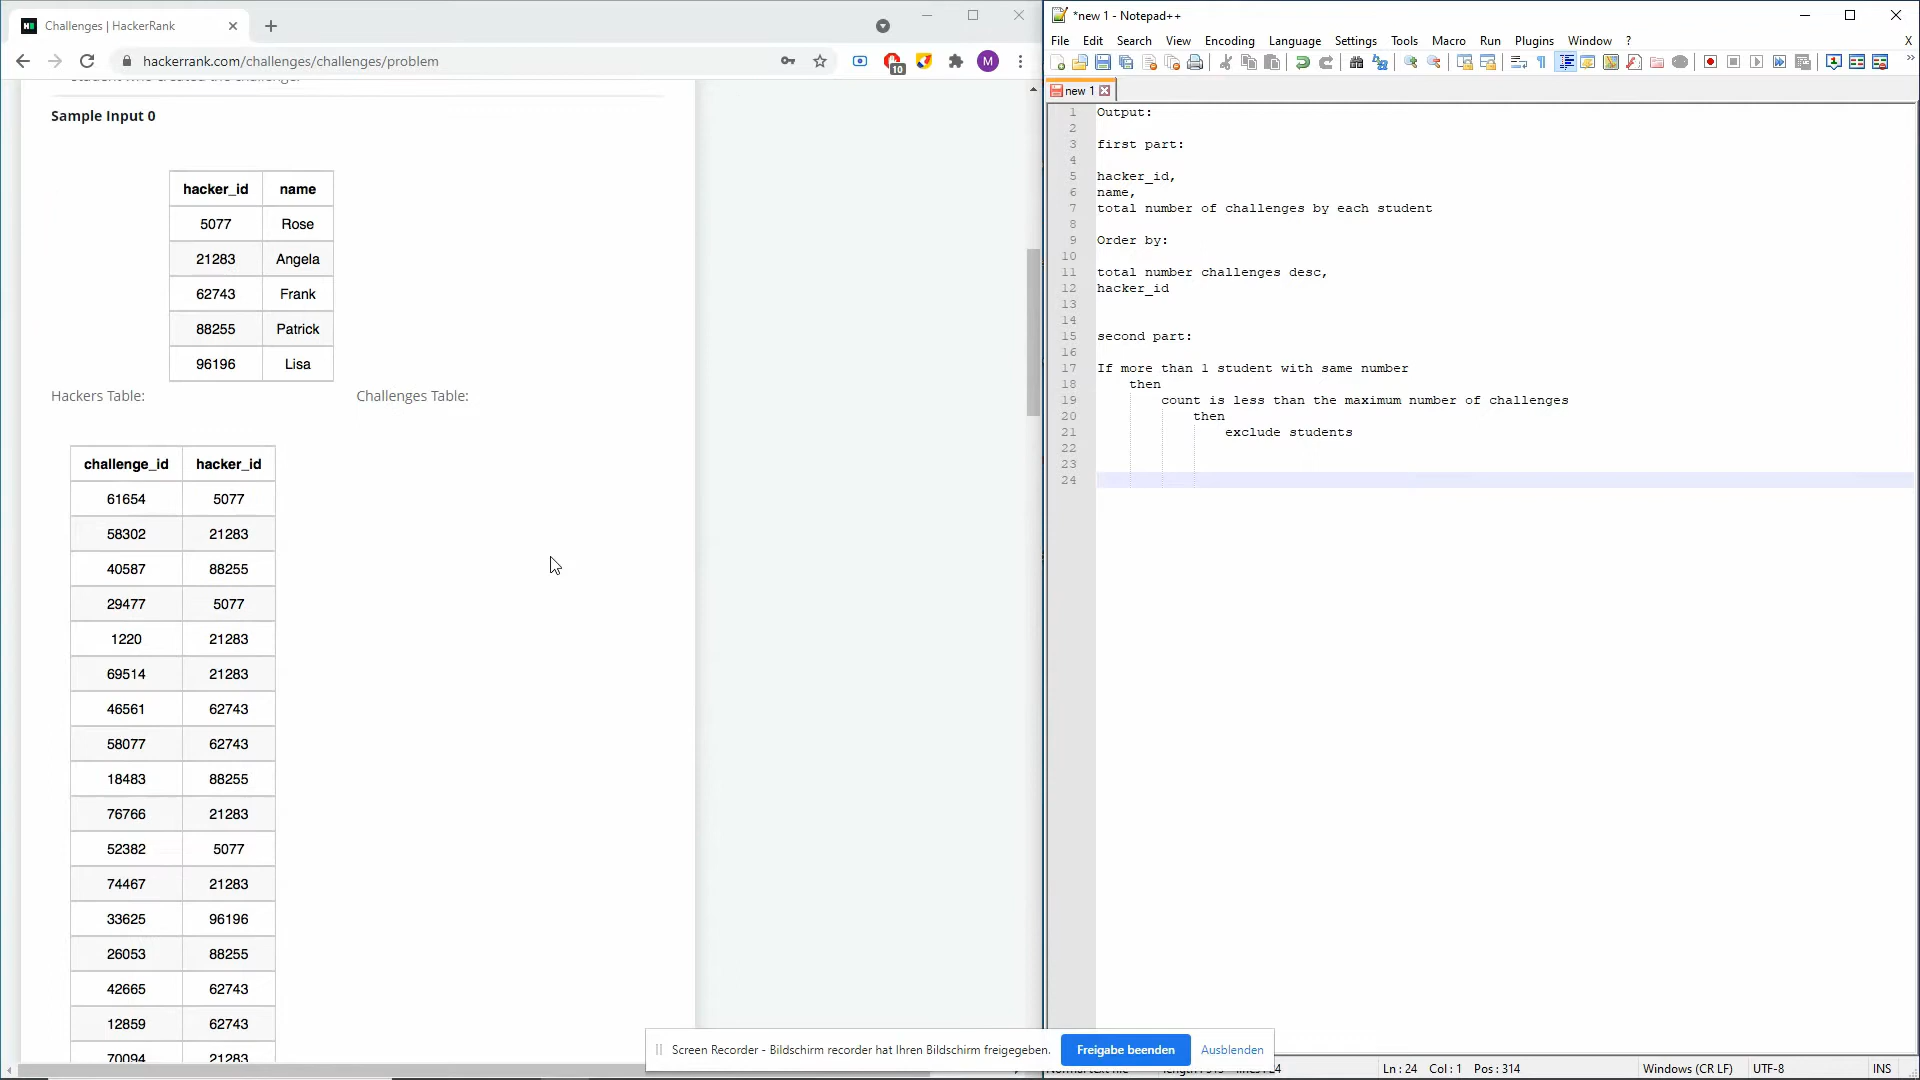 Challenges | HackerRank
hackerrank.com/challenges/challenges/problem
10
M
Sample Input 0
hacker_id name
5077 Rose
21283 Angela
62743 Frank
88255 Patrick
96196 Lisa
Hackers Table: Challenges Table:
challenge_id hacker_id
61654 5077
58302 21283
40587 88255
29477 5077
1220 21283
69514 21283
46561 62743
58077 62743
18483 88255
76766 21283
52382 5077
74467 21283
33625 96196
26053 88255
42665 62743
12859 62743
70094 21283
*new 1 - Notepad++
File Edit Search View Encoding Language Settings Tools Macro Run Plugins Window ? X
new 1
1 Output:
2
3 first part:
4
5 hacker_id,
6 name,
7 total number of challenges by each student
8
9 Order by:
10
11 total number challenges desc,
12 hacker_id
13
14
15 second part:
16
17 If more than 1 student with same number
18 then
19 count is less than the maximum number of challenges
20 then
21 exclude students
22
23
24
Screen Recorder - Bildschirm recorder hat Ihren Bildschirm freigegeben. Freigabe beenden Ausblenden
Ln : 24 Col : 1 Pos : 314 Windows (CR LF) UTF-8 INS